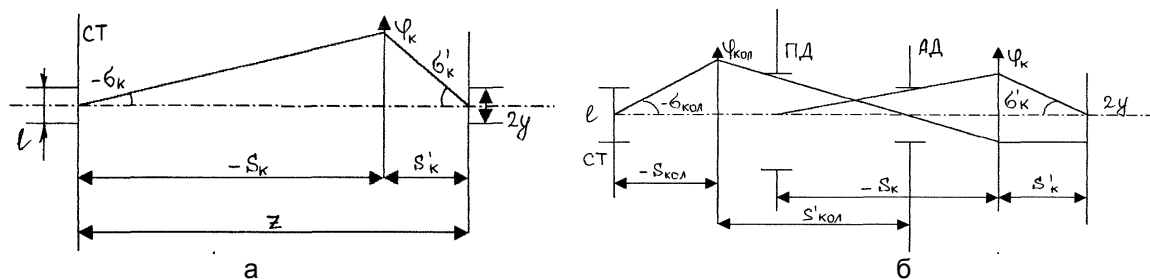 СТ
φк
-σк
σ'к
l
2y
-Sк
S'к
z
а
φкол
ПД
АД
φк
-σкол
σ'к
l
2y
СТ
-Sкол
-Sк
S'к
S'кол
б